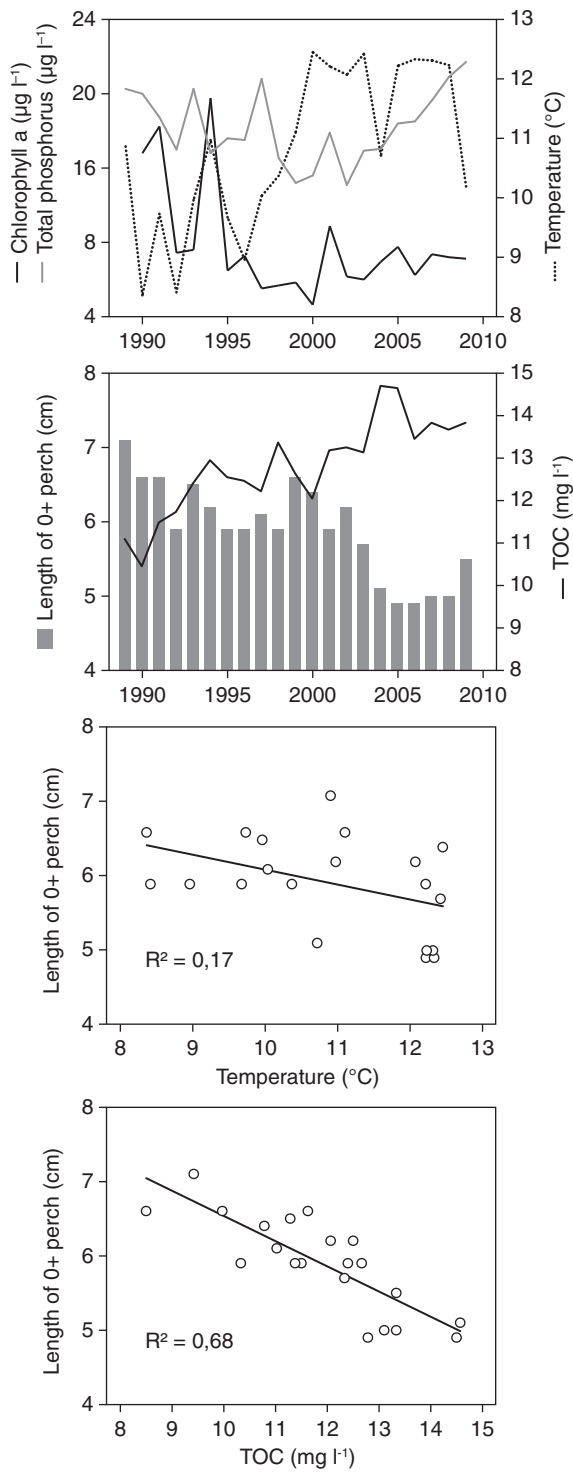 24
20
16
8
4
13
12
11
10
9
8
1990 1995 2000 2005 2010
— Chlorophyll a (µg l⁻¹)
— Total phosphorus (µg l⁻¹)
Temperature (°C)
8
7
6
5
4
15
14
13
12
11
10
9
8
1990 1995 2000 2005 2010
Length of 0+ perch (cm)
— TOC (mg l⁻¹)
8
7
6
5
4
Length of 0+ perch (cm)
R² = 0,17
8 9 10 11 12 13
Temperature (°C)
8
7
6
5
4
Length of 0+ perch (cm)
R² = 0,68
8 9 10 11 12 13 14 15
TOC (mg l⁻¹)